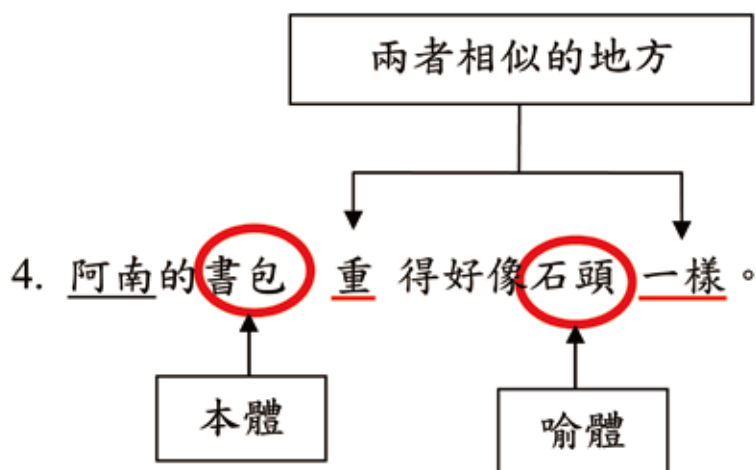 兩者相似的地方
4. 阿南的書包 重 得好像石頭 一樣。
本體
喻體